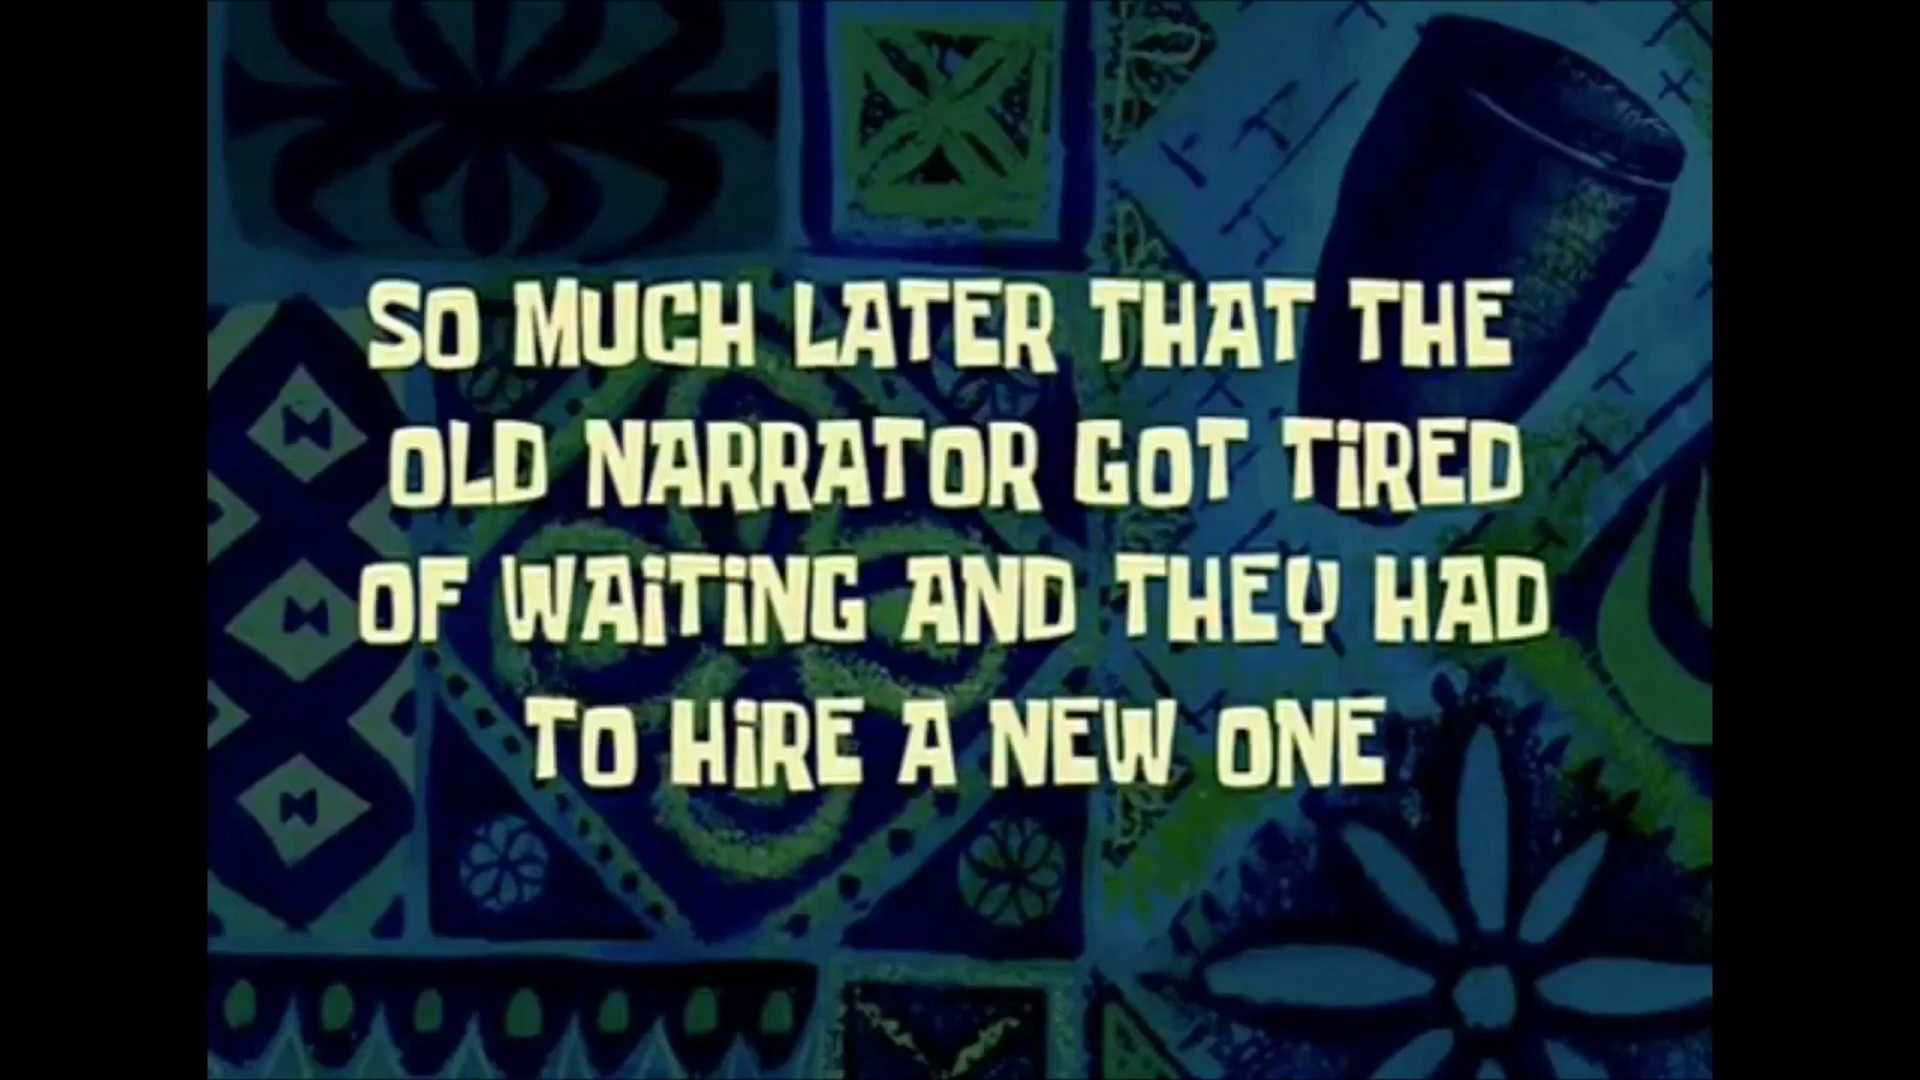 SO MUCH LATER THAT THE
OLD NARRATOR GOT TiRED
OF WAiTiNG AND THEY HAD
TO HiRE A NEW ONE